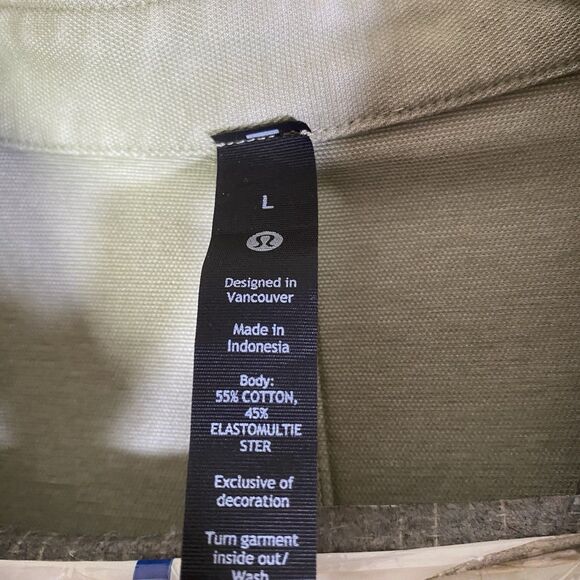 L
Designed in
Vancouver
Made in
Indonesia
Body:
55% COTTON,
45%
ELASTOMULTIE
STER
Exclusive of
decoration
Turn garment
inside out/
Wash